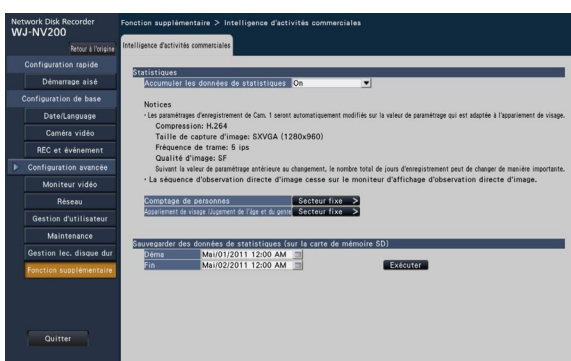 Network Disk Recorder
WJ-NV200
Retour à l'origine
Configuration rapide
Démarrage aisé
Configuration de base
Date/Language
Caméra vidéo
REC et événement
Configuration avancée
Moniteur vidéo
Réseau
Gestion d'utilisateur
Maintenance
Gestion lec. disque dur
Fonction supplémentaire
Quitter
Fonction supplémentaire > Intelligence d'activités commerciales
Intelligence d'activités commerciales
Statistiques
Accumuler les données de statistiques On
Notices
・Les paramétrages d'enregistrement de Cam. 1 seront automatiquement modifiés sur la valeur de paramétrage qui est adaptée à l'appariement de visage.
Compression: H.264
Taille de capture d'image: SXVGA (1280x960)
Fréquence de trame: 5 ips
Qualité d'image: SF
Suivant la valeur de paramétrage antérieure au changement, le nombre total de jours d'enregistrement peut de changer de manière importante.
・La séquence d'observation directe d'image cesse sur le moniteur d'affichage d'observation directe d'image.
Comptage de personnes Secteur fixe >
Appariement de visage /Jugement de l'âge et du genre Secteur fixe >
Sauvegarder des données de statistiques (sur la carte de mémoire SD)
Déma Mai/01/2011 12:00 AM
Fin Mai/02/2011 12:00 AM Exécuter